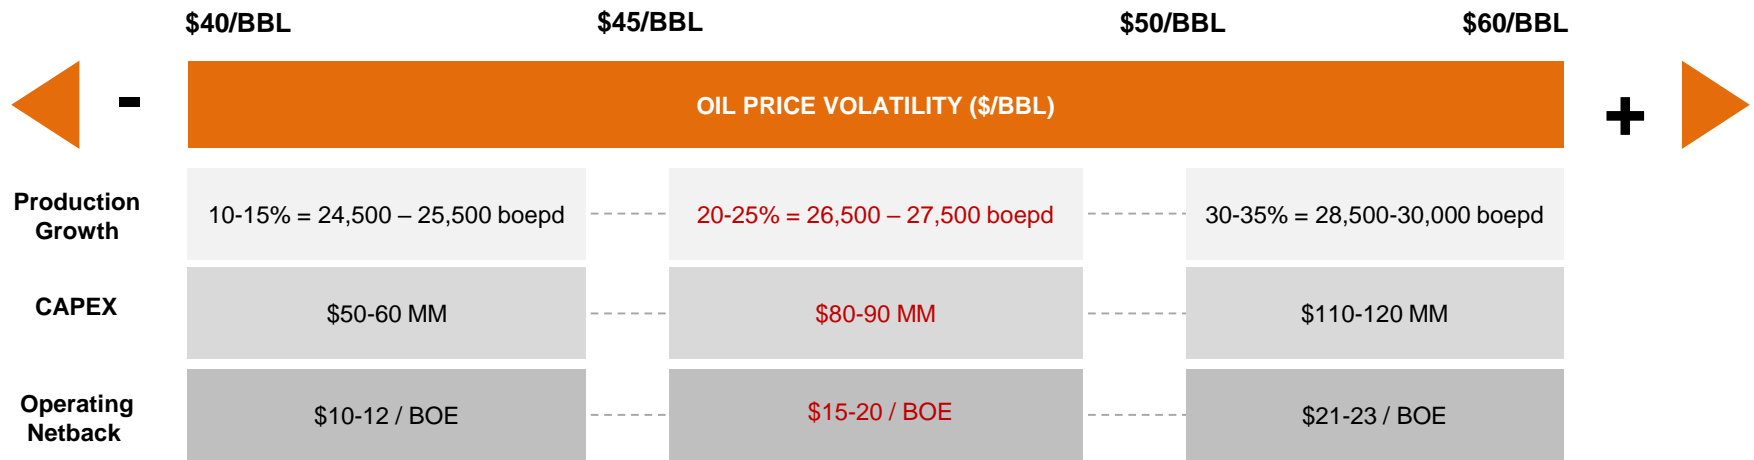 $40/BBL
$45/BBL
$50/BBL
$60/BBL
-
OIL PRICE VOLATILITY ($/BBL)
+
Production
Growth
10-15% = 24,500 – 25,500 boepd
20-25% = 26,500 – 27,500 boepd
30-35% = 28,500-30,000 boepd
CAPEX
$50-60 MM
$80-90 MM
$110-120 MM
Operating
Netback
$10-12 / BOE
$15-20 / BOE
$21-23 / BOE